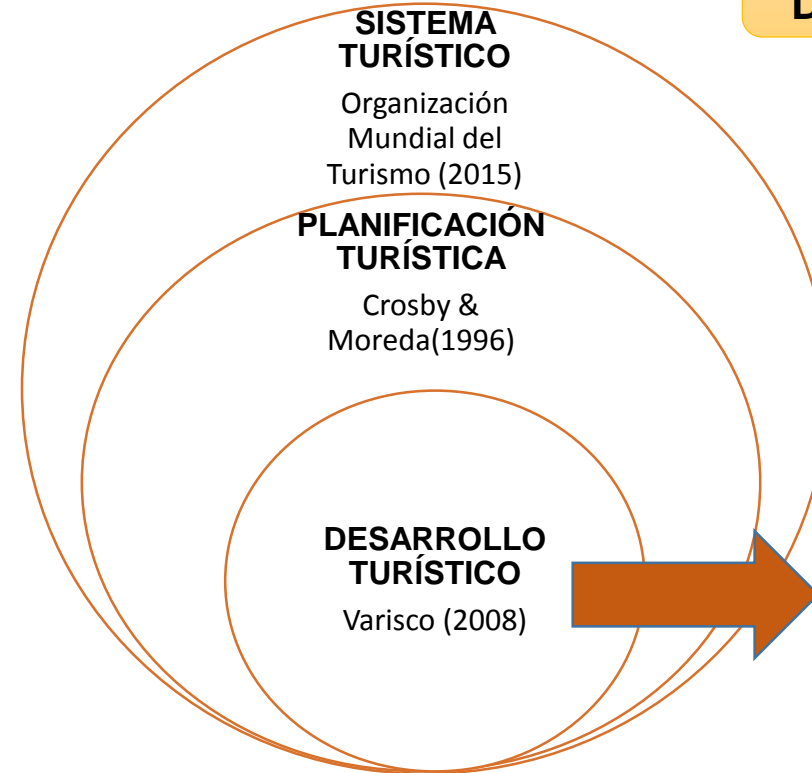 SISTEMA
TURÍSTICO
Organización
Mundial del
Turismo (2015)
PLANIFICACIÓN
TURÍSTICA
Crosby &
Moreda(1996)
DESARROLLO
TURÍSTICO
Varisco (2008)